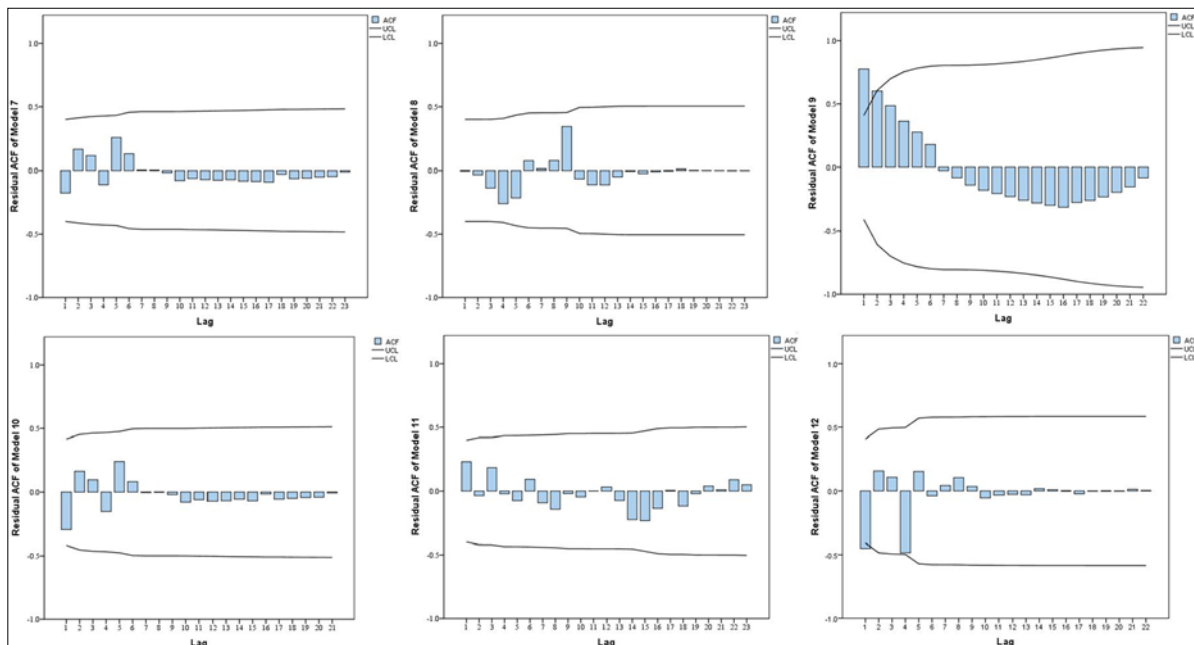 ACF
UCL
LCL
1.0
0.5
0.0
-0.5
-1.0
Residual ACF of Model 7
1 2 3 4 5 6 7 8 9 10 11 12 13 14 15 16 17 18 19 20 21 22 23
Lag
ACF
UCL
LCL
1.0
0.5
0.0
-0.5
-1.0
Residual ACF of Model 8
1 2 3 4 5 6 7 8 9 10 11 12 13 14 15 16 17 18 19 20 21 22 23
Lag
ACF
UCL
LCL
1.0
0.5
0.0
-0.5
-1.0
Residual ACF of Model 9
1 2 3 4 5 6 7 8 9 10 11 12 13 14 15 16 17 18 19 20 21 22
Lag
ACF
UCL
LCL
1.0
0.5
0.0
-0.5
-1.0
Residual ACF of Model 10
1 2 3 4 5 6 7 8 9 10 11 12 13 14 15 16 17 18 19 20 21
Lag
ACF
UCL
LCL
1.0
0.5
0.0
-0.5
-1.0
Residual ACF of Model 11
1 2 3 4 5 6 7 8 9 10 11 12 13 14 15 16 17 18 19 20 21 22 23
Lag
ACF
UCL
LCL
1.0
0.5
0.0
-0.5
-1.0
Residual ACF of Model 12
1 2 3 4 5 6 7 8 9 10 11 12 13 14 15 16 17 18 19 20 21 22
Lag